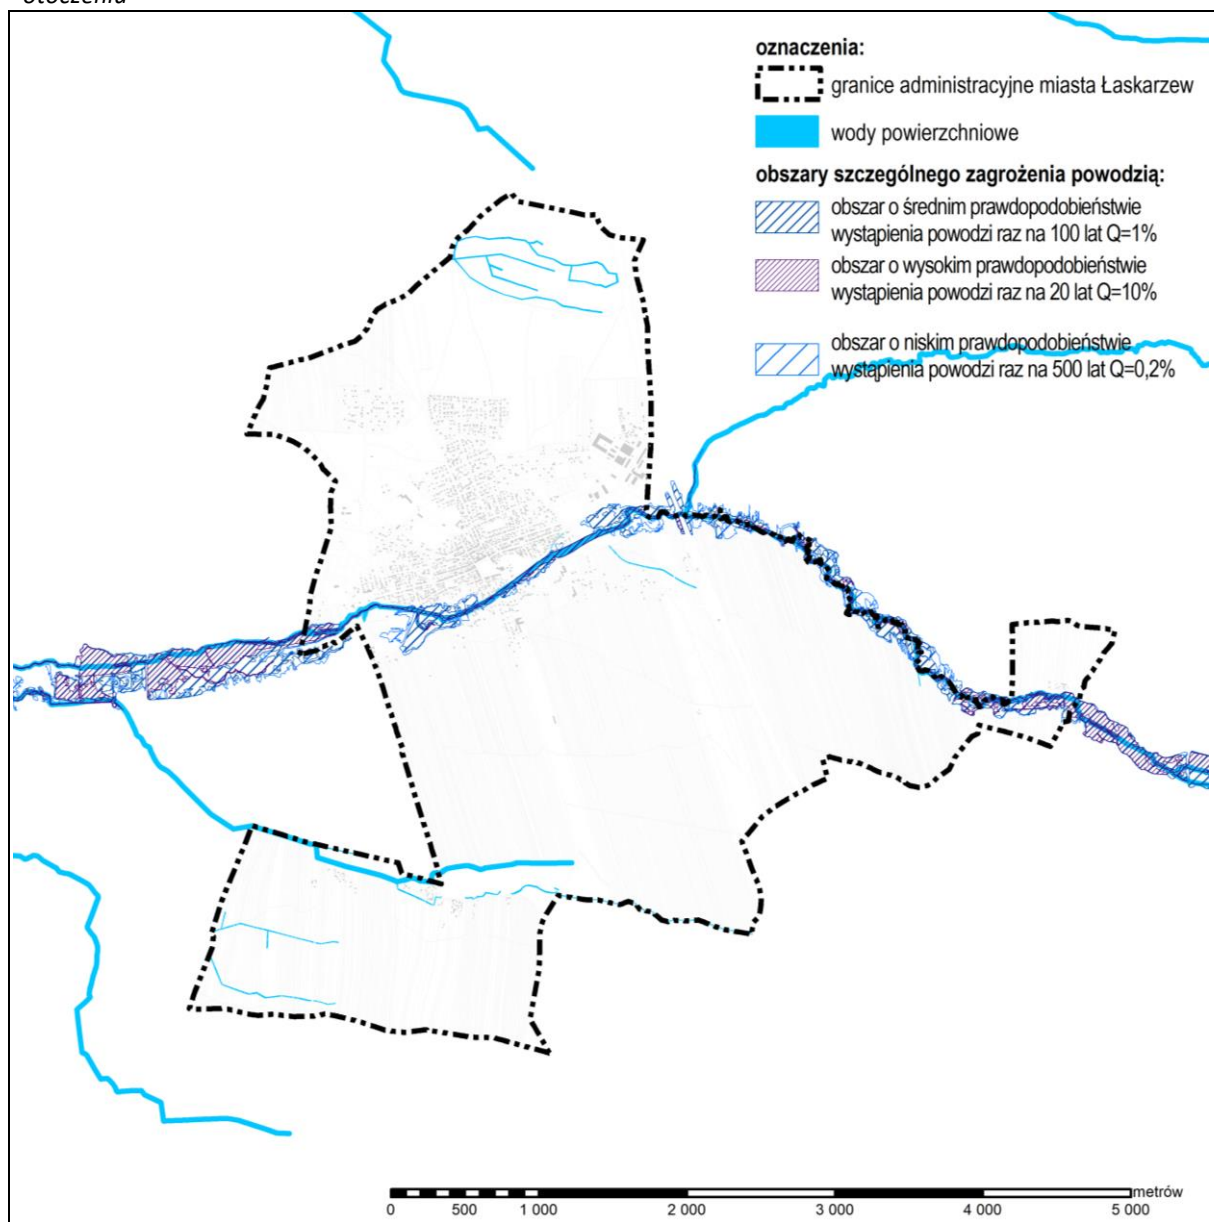 otoczeniu
oznaczenia:
granice administracyjne miasta Łaskarzew
wody powierzchniowe
obszary szczególnego zagrożenia powodzią:
obszar o średnim prawdopodobieństwie
wystąpienia powodzi raz na 100 lat Q=1%
obszar o wysokim prawdopodobieństwie
wystąpienia powodzi raz na 20 lat Q=10%
obszar o niskim prawdopodobieństwie
wystąpienia powodzi raz na 500 lat Q=0,2%
metrów
0 500 1 000 2 000 3 000 4 000 5 000